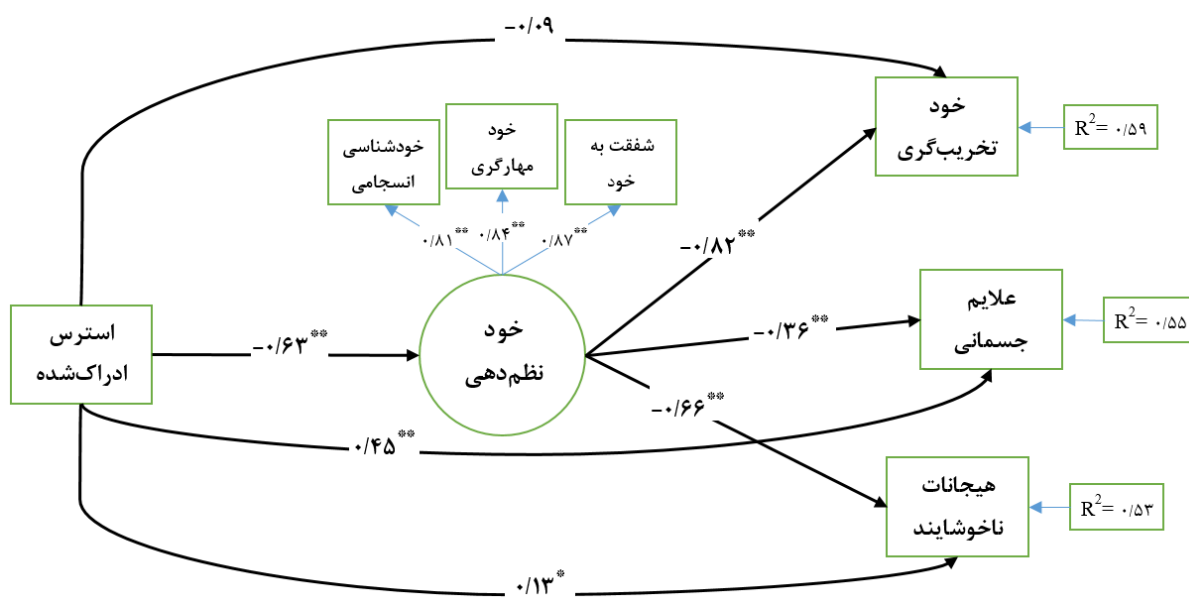 -۰/۰۹
خود
تخریب‌گری
R²= ۰/۵۹
خودشناسی
انسجامی
خود
مهارگری
شفقت به
خود
۰/۸۱**
۰/۸۴**
۰/۸۷**
-۰/۸۲**
علایم
جسمانی
R²= ۰/۵۵
استرس
ادراک‌شده
-۰/۶۳**
خود
نظم‌دهی
-۰/۳۶**
-۰/۶۶**
۰/۴۵**
هیجانات
ناخوشایند
R²= ۰/۵۳
۰/۱۳*